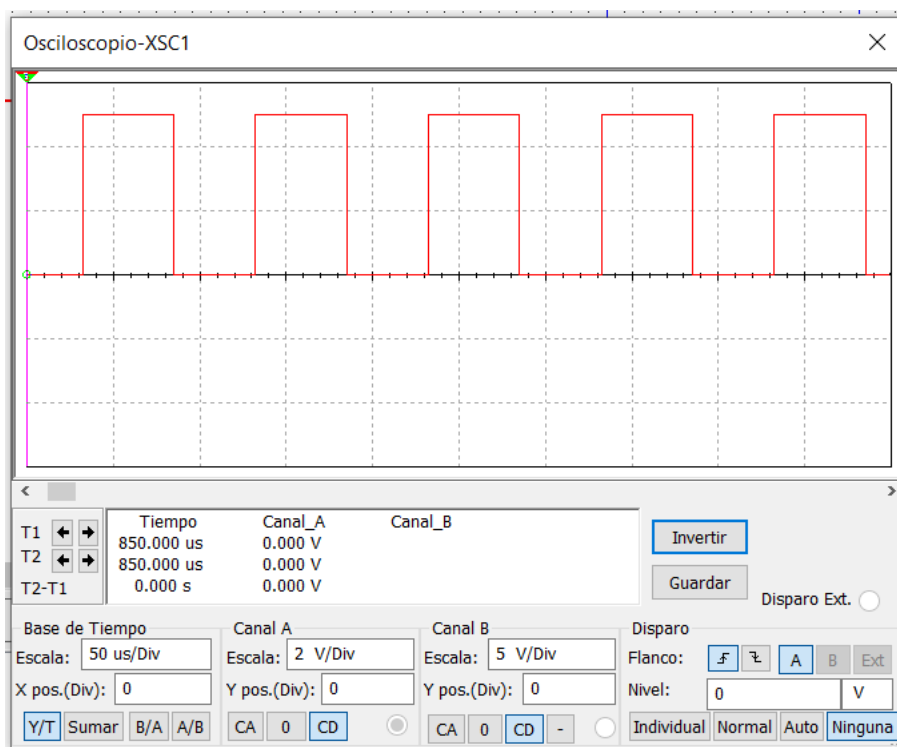 Osciloscopio-XSC1
Tiempo Canal_A Canal_B
T1 850.000 us 0.000 V
T2 850.000 us 0.000 V
T2-T1 0.000 s 0.000 V
Invertir
Guardar
Disparo Ext.
Base de Tiempo
Escala: 50 us/Div
X pos.(Div): 0
Y/T Sumar B/A A/B
Canal A
Escala: 2 V/Div
Y pos.(Div): 0
CA 0 CD
Canal B
Escala: 5 V/Div
Y pos.(Div): 0
CA 0 CD -
Disparo
Flanco: A B Ext
Nivel: 0 V
Individual Normal Auto Ninguna